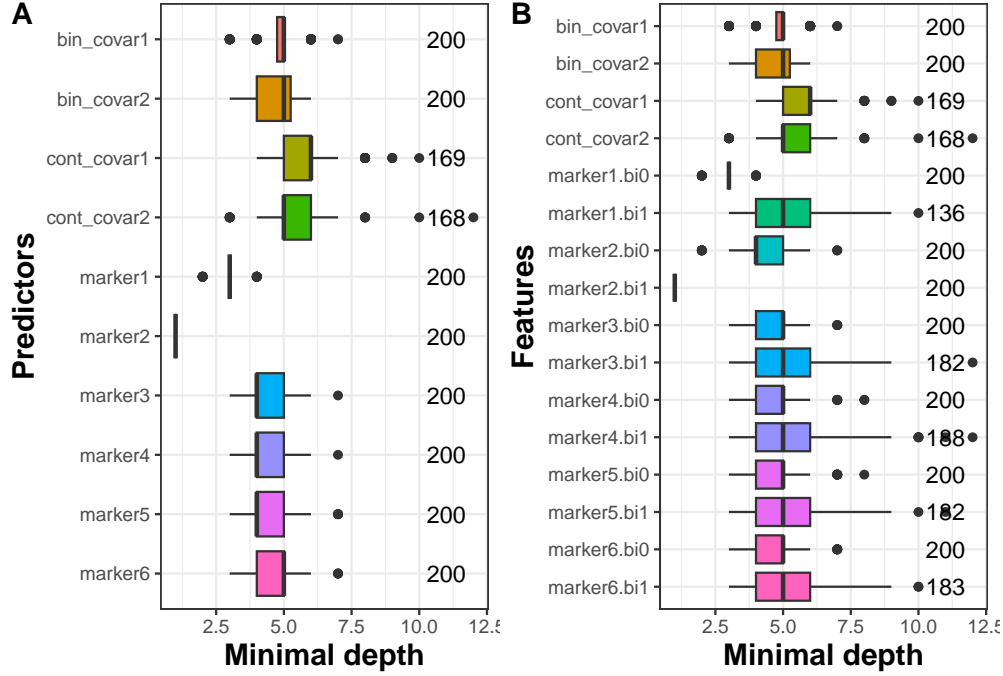 A
Predictors
bin_covar1
200
bin_covar2
200
cont_covar1
169
cont_covar2
168
marker1
200
marker2
200
marker3
200
marker4
200
marker5
200
marker6
200
2.5 5.0 7.5 10.0 12.5
Minimal depth
B
Features
bin_covar1
200
bin_covar2
200
cont_covar1
169
cont_covar2
168
marker1.bi0
200
marker1.bi1
136
marker2.bi0
200
marker2.bi1
200
marker3.bi0
200
marker3.bi1
182
marker4.bi0
200
marker4.bi1
188
marker5.bi0
200
marker5.bi1
182
marker6.bi0
200
marker6.bi1
183
2.5 5.0 7.5 10.0 12.5
Minimal depth